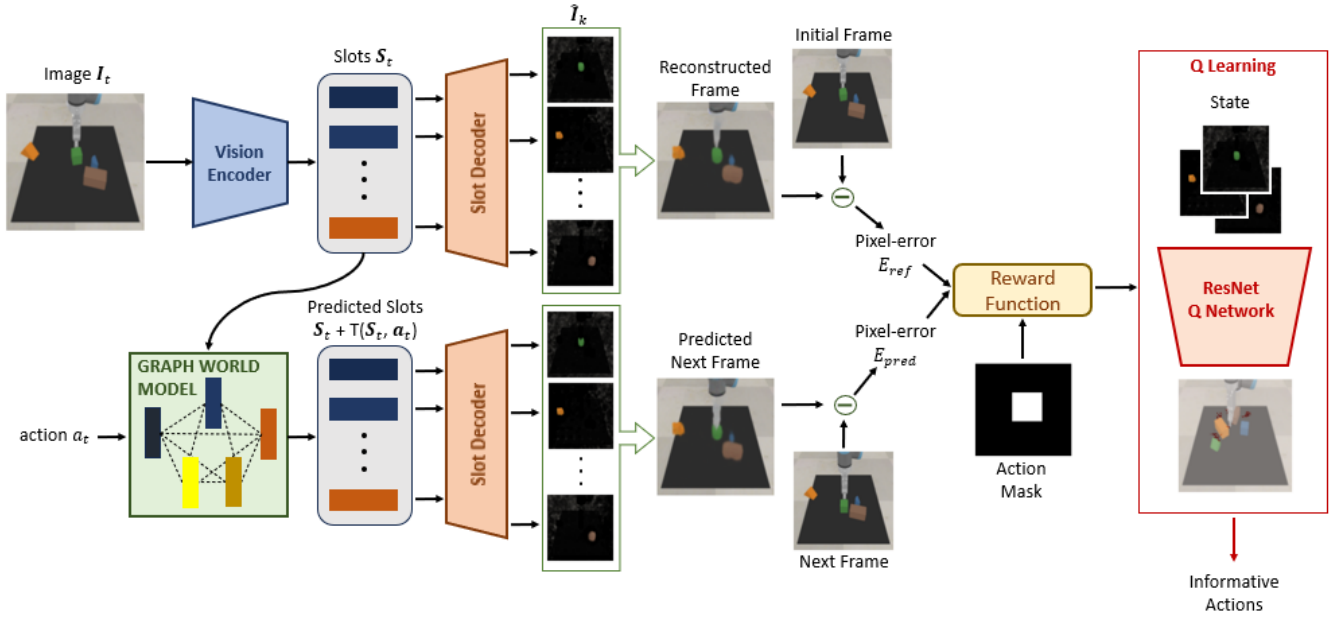 Image I_t
Vision
Encoder
Slots S_t
Slot Decoder
Î_k
Reconstructed
Frame
Initial Frame
Pixel-error
E_ref
action a_t
GRAPH WORLD
MODEL
Predicted Slots
S_t + T(S_t, a_t)
Slot Decoder
Predicted
Next Frame
Next Frame
Pixel-error
E_pred
Reward
Function
Action
Mask
Q Learning
State
ResNet
Q Network
Informative
Actions